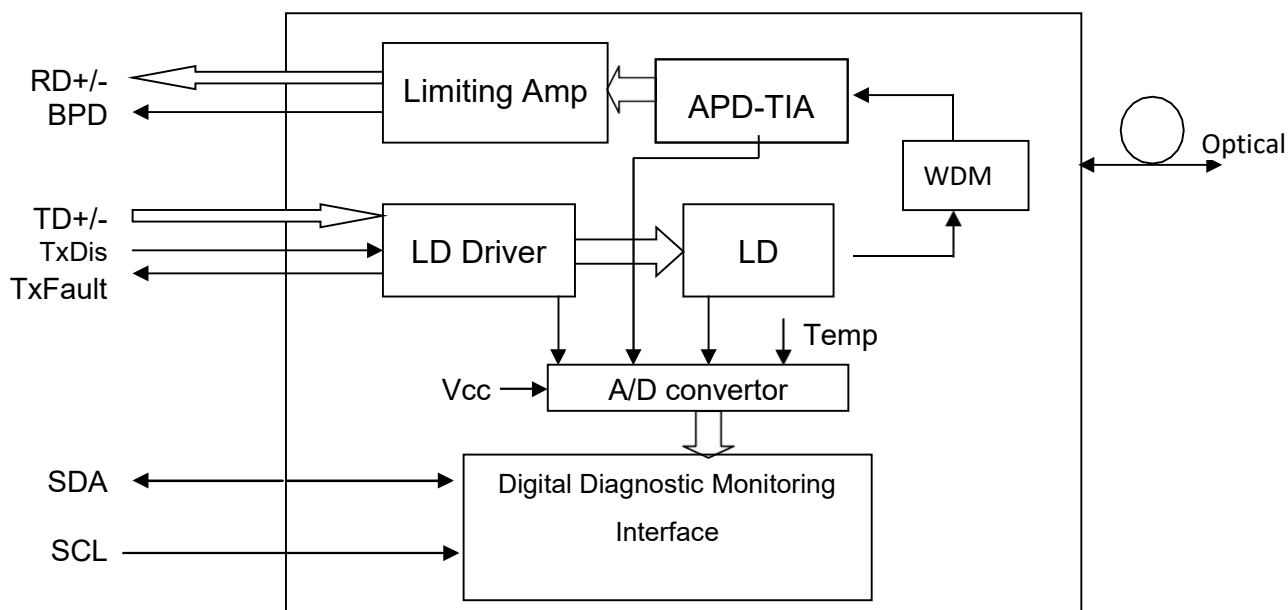 RD+/-
BPD
Limiting Amp
APD-TIA
WDM
Optical
TD+/-
TxDis
TxFault
LD Driver
LD
Temp
Vcc
A/D convertor
SDA
SCL
Digital Diagnostic Monitoring
Interface